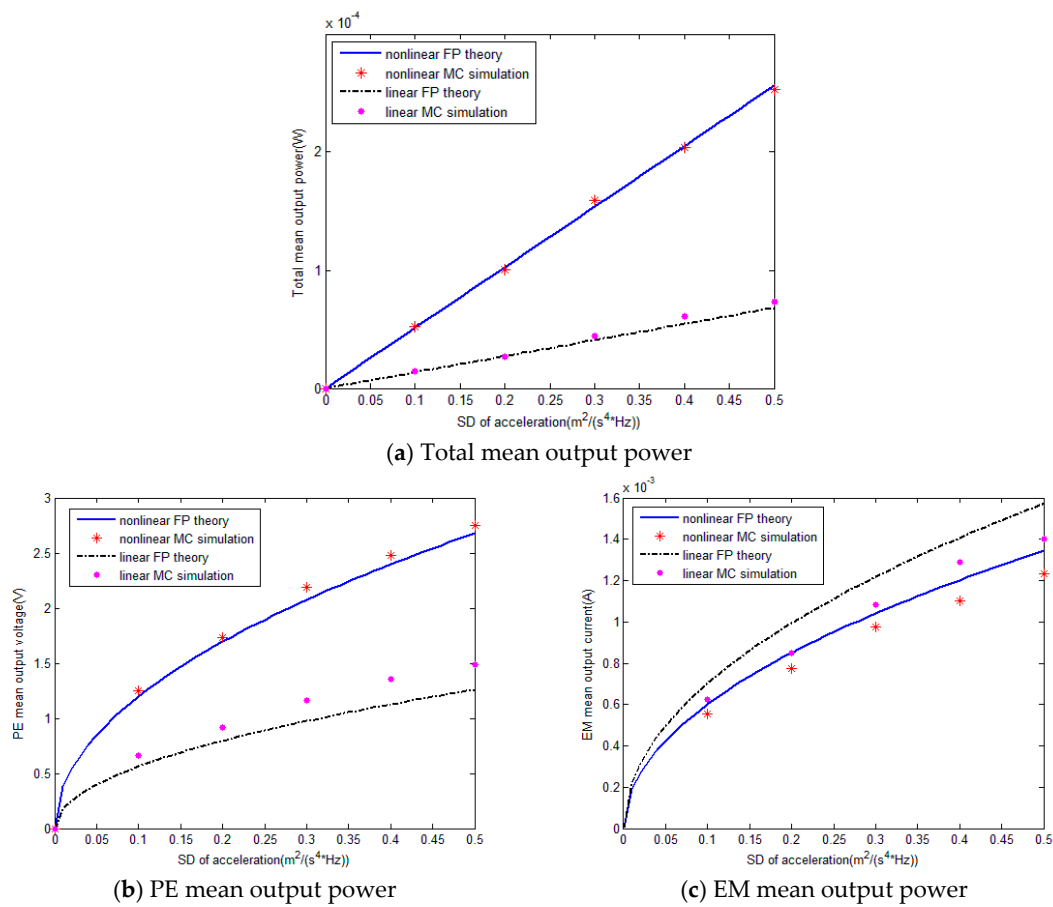 x 10^-4
nonlinear FP theory
nonlinear MC simulation
linear FP theory
linear MC simulation
Total mean output power(W)
2
1
0
0 0.05 0.1 0.15 0.2 0.25 0.3 0.35 0.4 0.45 0.5
SD of acceleration(m^2/(s^4*Hz))
(a) Total mean output power
nonlinear FP theory
nonlinear MC simulation
linear FP theory
linear MC simulation
PE mean output voltage(V)
3
2.5
2
1.5
1
0.5
0
0 0.05 0.1 0.15 0.2 0.25 0.3 0.35 0.4 0.45 0.5
SD of acceleration(m^2/(s^4*Hz))
(b) PE mean output power
x 10^-3
nonlinear FP theory
nonlinear MC simulation
linear FP theory
linear MC simulation
EM mean output current(A)
1.6
1.4
1.2
1
0.8
0.6
0.4
0.2
0
0 0.05 0.1 0.15 0.2 0.25 0.3 0.35 0.4 0.45 0.5
SD of acceleration(m^2/(s^4*Hz))
(c) EM mean output power